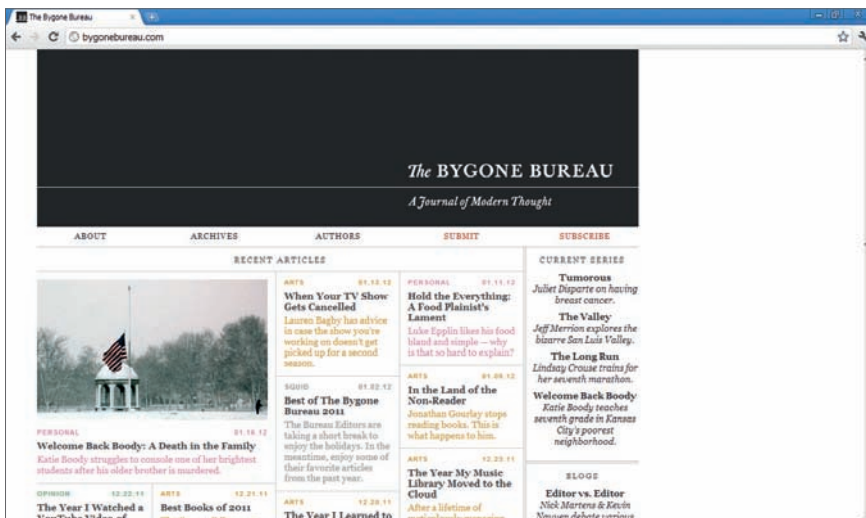 The Bygone Bureau
bygonebureau.com
The BYGONE BUREAU
A Journal of Modern Thought
ABOUT
ARCHIVES
AUTHORS
SUBMIT
SUBSCRIBE
RECENT ARTICLES
PERSONAL 01.16.12
Welcome Back Boody: A Death in the Family
Katie Boody struggles to console one of her brightest
students after his older brother is murdered.
OPINION 12.22.11
The Year I Watched a
YouTube Video of
ARTS 12.21.11
Best Books of 2011
ARTS 01.13.12
When Your TV Show
Gets Cancelled
Lauren Bagby has advice
in case the show you're
working on doesn't get
picked up for a second
season.
SQUID 01.02.12
Best of The Bygone
Bureau 2011
The Bureau Editors are
taking a short break to
enjoy the holidays. In the
meantime, enjoy some of
their favorite articles
from the past year.
ARTS 12.20.11
The Year I Learned to
PERSONAL 01.11.12
Hold the Everything:
A Food Plainist's
Lament
Luke Epplin likes his food
bland and simple — why
is that so hard to explain?
ARTS 01.09.12
In the Land of the
Non-Reader
Jonathan Gourlay stops
reading books. This is
what happens to him.
ARTS 12.23.11
The Year My Music
Library Moved to the
Cloud
After a lifetime of
CURRENT SERIES
Tumorous
Juliet Disparte on having
breast cancer.
The Valley
Jeff Merrion explores the
bizarre San Luis Valley.
The Long Run
Lindsay Crouse trains for
her seventh marathon.
Welcome Back Boody
Katie Boody teaches
seventh grade in Kansas
City's poorest
neighborhood.
BLOGS
Editor vs. Editor
Nick Martens & Kevin
Nguyen debate various